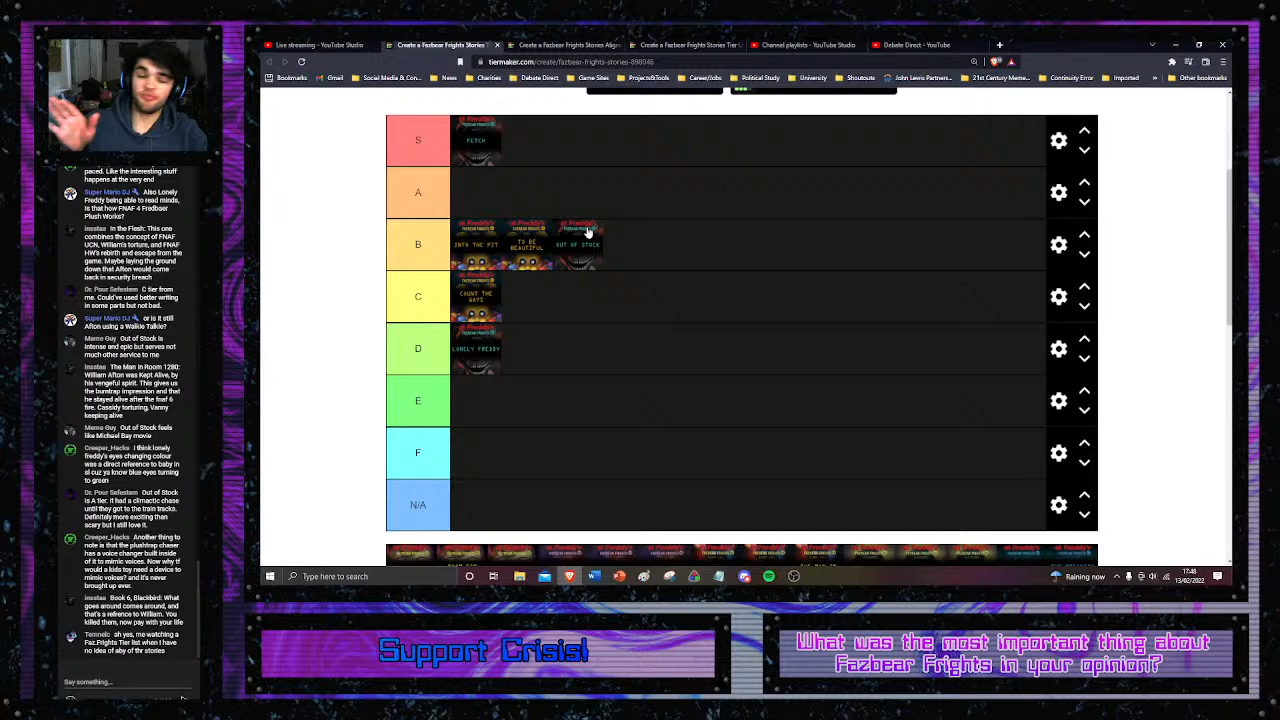 Live streaming - YouTube Studio
Create a Fazbear Frights Stories T
Create a Fazbear Frights Stories Align
Create a Fazbear Frights Stories Tier L
Channel playlists - YouTube Studio
Debate Direct - YouTube
tiermaker.com/create/fazbear-frights-stories-898046
Bookmarks
Gmail
Social Media & Con...
News
Charities
Debate Direct
Game Sites
Projects&Tools
Career/Jobs
Political Study
University
Shoutouts
John Lewis Partners...
21st Century Meme...
Continuity Error
Imported
Other Bookmarks
S
FETCH
A
B
INTO THE PIT
TO BE
BEAUTIFUL
OUT OF STOCK
C
COUNT THE
WAYS
D
LONELY FREDDY
E
F
N/A
paced. Like the interesting stuff
happens at the very end
Super Mario DJ Also Lonely
Freddy being able to read minds,
Is that how FNAF 4 Fredbaer
Plush Works?
insstaa In the Flesh: This one
combines the concept of FNAF
UCN, William's torture, and FNAF
HW's rebirth and escape from the
game. Maybe laying the ground
down that Afton would come
back in security breach
Dr. Pour Sefestem C tier from
me. Could've used better writing
in some parts but not bad.
Super Mario DJ or is it still
Afton using a Walkie Talkie?
Meme Guy Out of Stock is
Intense and epic but serves not
much other service to me
insstaa The Man In Room 1280:
William Afton was Kept Alive, by
his vengeful spirit. This gives us
the burntrap impression and that
he stayed alive after the fnaf 6
fire. Cassidy torturing, Vanny
keeping alive
Meme Guy Out of Stock feels
like Michael Bay movie
Creeper_Hacks I think lonely
freddy's eyes changing colour
was a direct reference to baby in
sl cuz ya know blue eyes turning
to green
Dr. Pour Sefestem Out of
Stock is A tier. It had a climactic chase
until they got to the train tracks.
Definitely more exciting than
scary but I still love it.
Creeper_Hacks Another thing
to note is that the plushtrap chaser
has a voice changer built inside
of it to mimic voices. Now why tf
would a kids toy need a device to
mimic voices? and it's never
brought up ever.
insstaa Book 6, Blackbird: What
goes around comes around, and
that's a refrence to William. You
killed them, now pay with your life
Temnelc ah yee, me watching a
Faz Frights Tier list when I have
no idea of aby of thr stories
Say something...
Type here to search
Raining now
17:48
13/02/2022
Support Crisis!
What was the most important thing about
Fazbear Frights in your opinion?